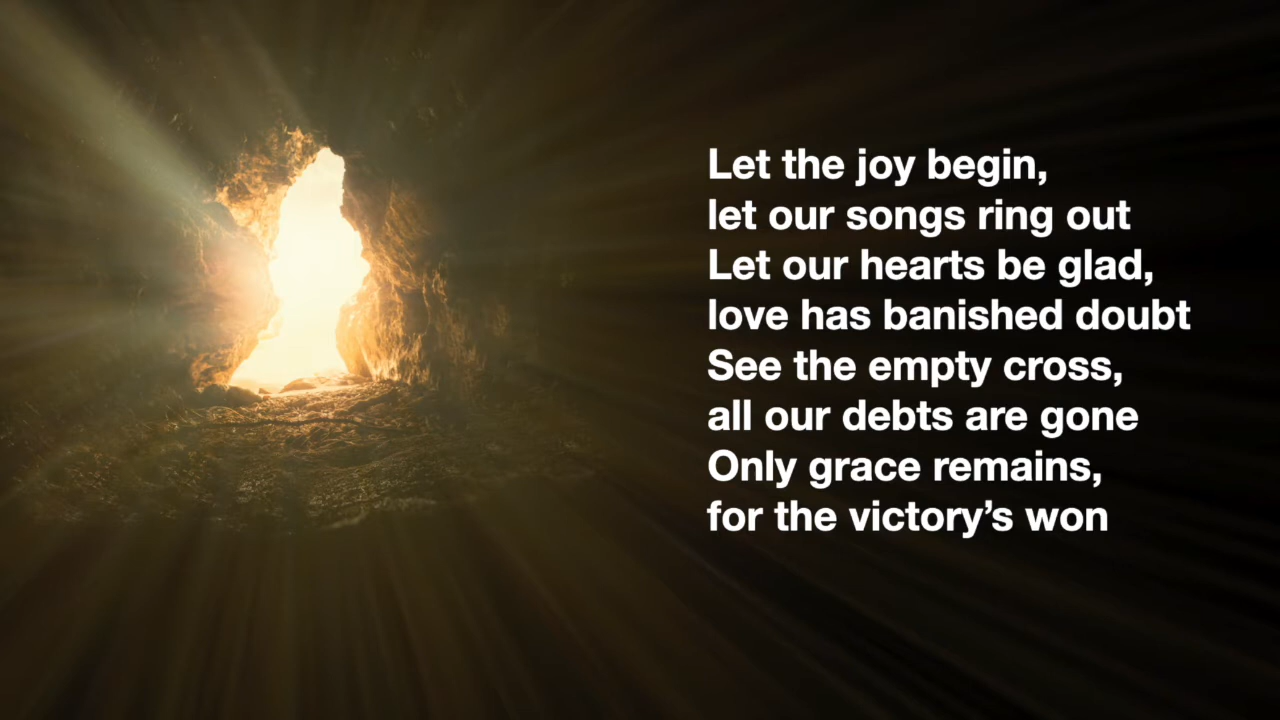 Let the joy begin,
let our songs ring out
Let our hearts be glad,
love has banished doubt
See the empty cross,
all our debts are gone
Only grace remains,
for the victory’s won